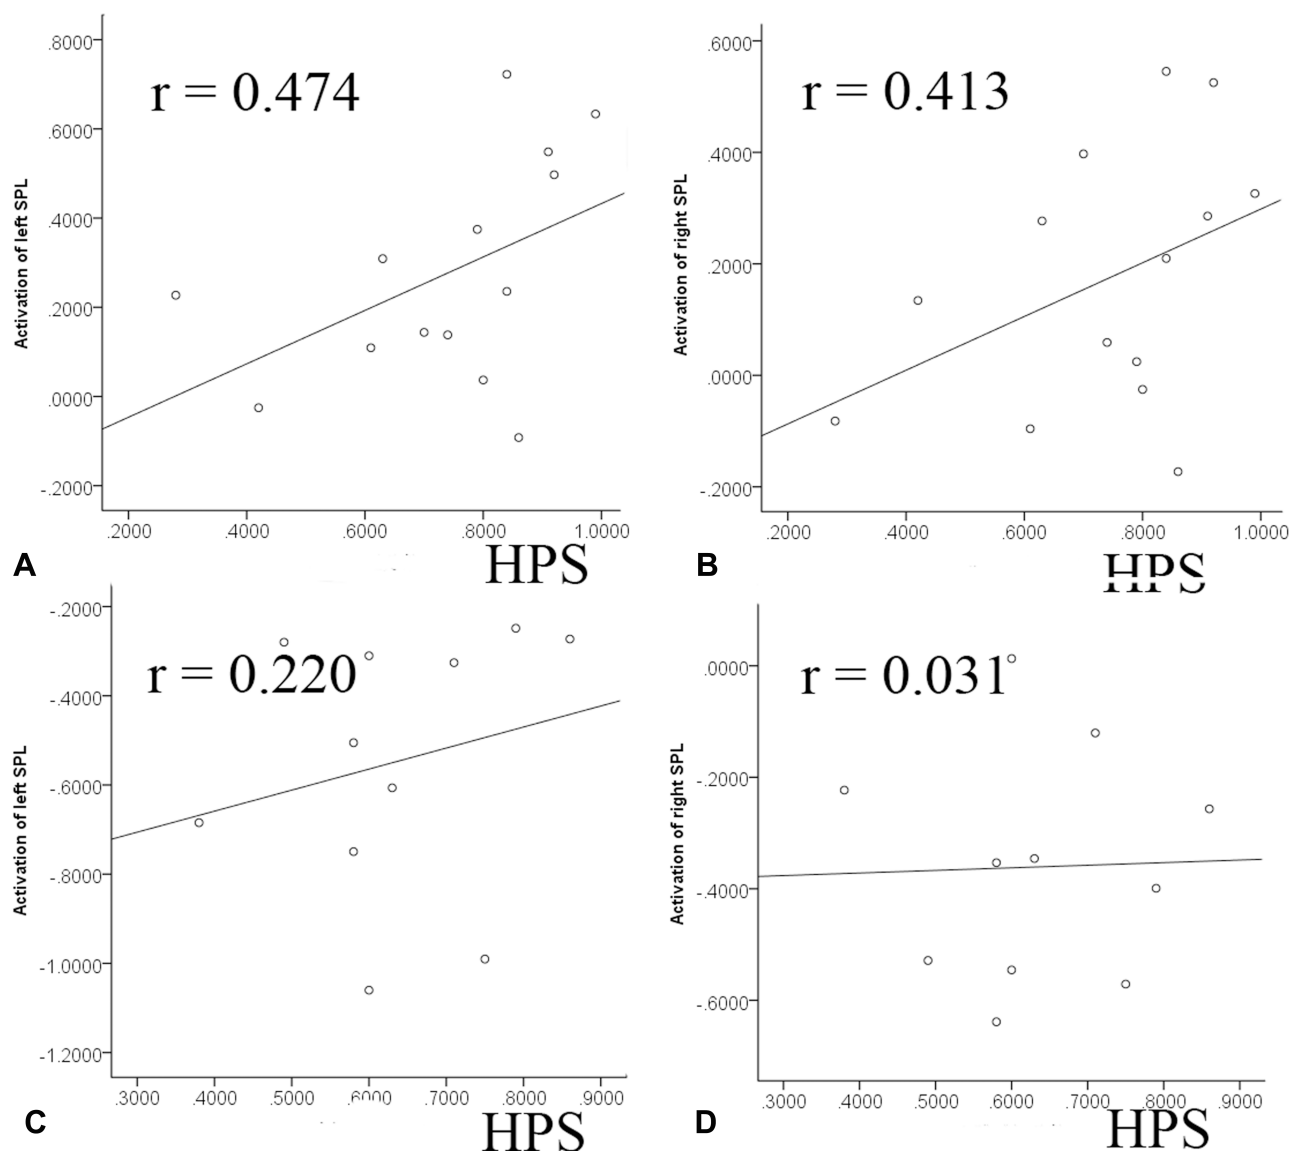 .8000
.6000
.4000
.2000
.0000
-.2000
Activation of left SPL
r = 0.474
.2000 .4000 .6000 .8000 1.0000
A
HPS
.6000
.4000
.2000
.0000
-.2000
Activation of right SPL
r = 0.413
.2000 .4000 .6000 .8000 1.0000
B
HPS
-.2000
-.4000
-.6000
-.8000
-1.0000
-1.2000
Activation of left SPL
r = 0.220
.3000 .4000 .5000 .6000 .7000 .8000 .9000
C
HPS
.0000
-.2000
-.4000
-.6000
Activation of right SPL
r = 0.031
.3000 .4000 .5000 .6000 .7000 .8000 .9000
D
HPS